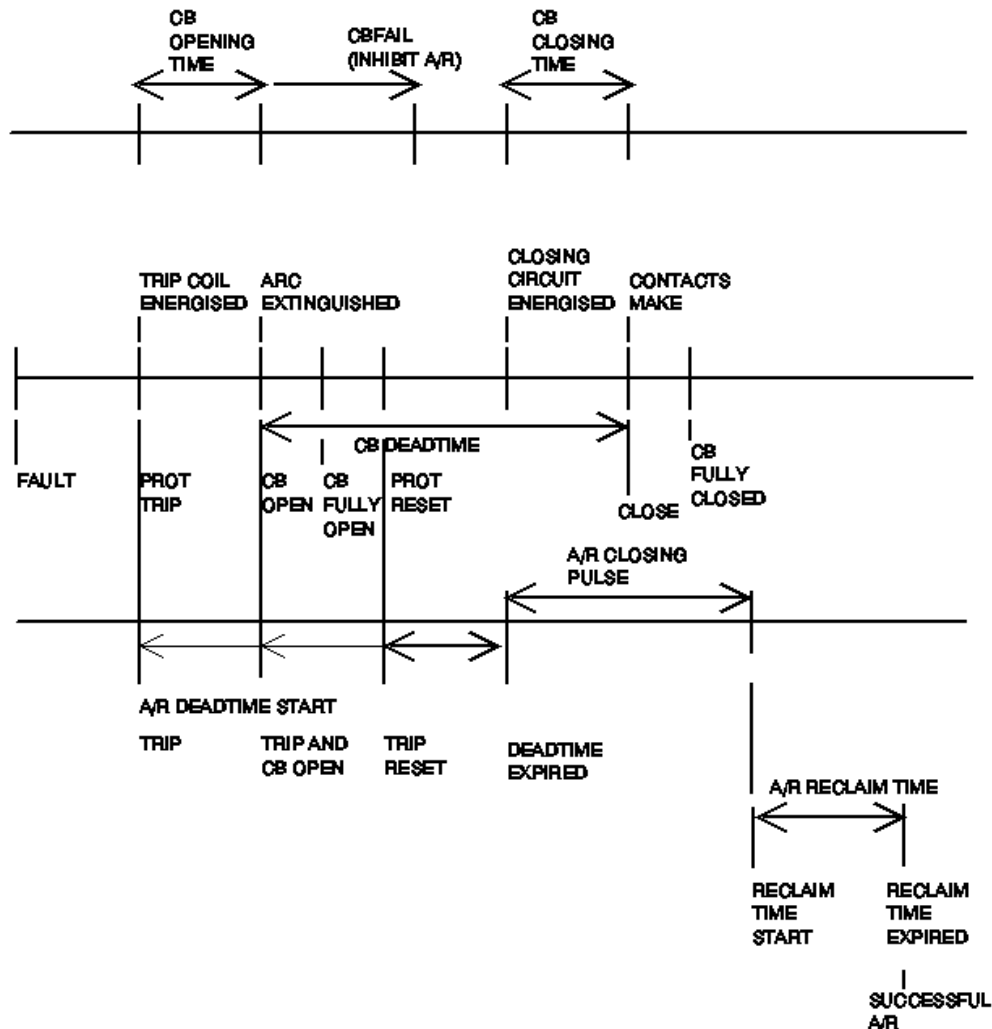 CB
OPENING
TIME
CBFAIL
(INHIBIT A/R)
CB
CLOSING
TIME
TRIP COIL
ENERGISED
ARC
EXTINGUISHED
CLOSING
CIRCUIT
ENERGISED
CONTACTS
MAKE
CB DEADTIME
FAULT
PROT
TRIP
CB
OPEN
CB
FULLY
OPEN
PROT
RESET
CLOSE
CB
FULLY
CLOSED
A/R CLOSING
PULSE
A/R DEADTIME START
TRIP
TRIP AND
CB OPEN
TRIP
RESET
DEADTIME
EXPIRED
A/R RECLAIM TIME
RECLAIM
TIME
START
RECLAIM
TIME
EXPIRED
SUCCESSFUL
A/R